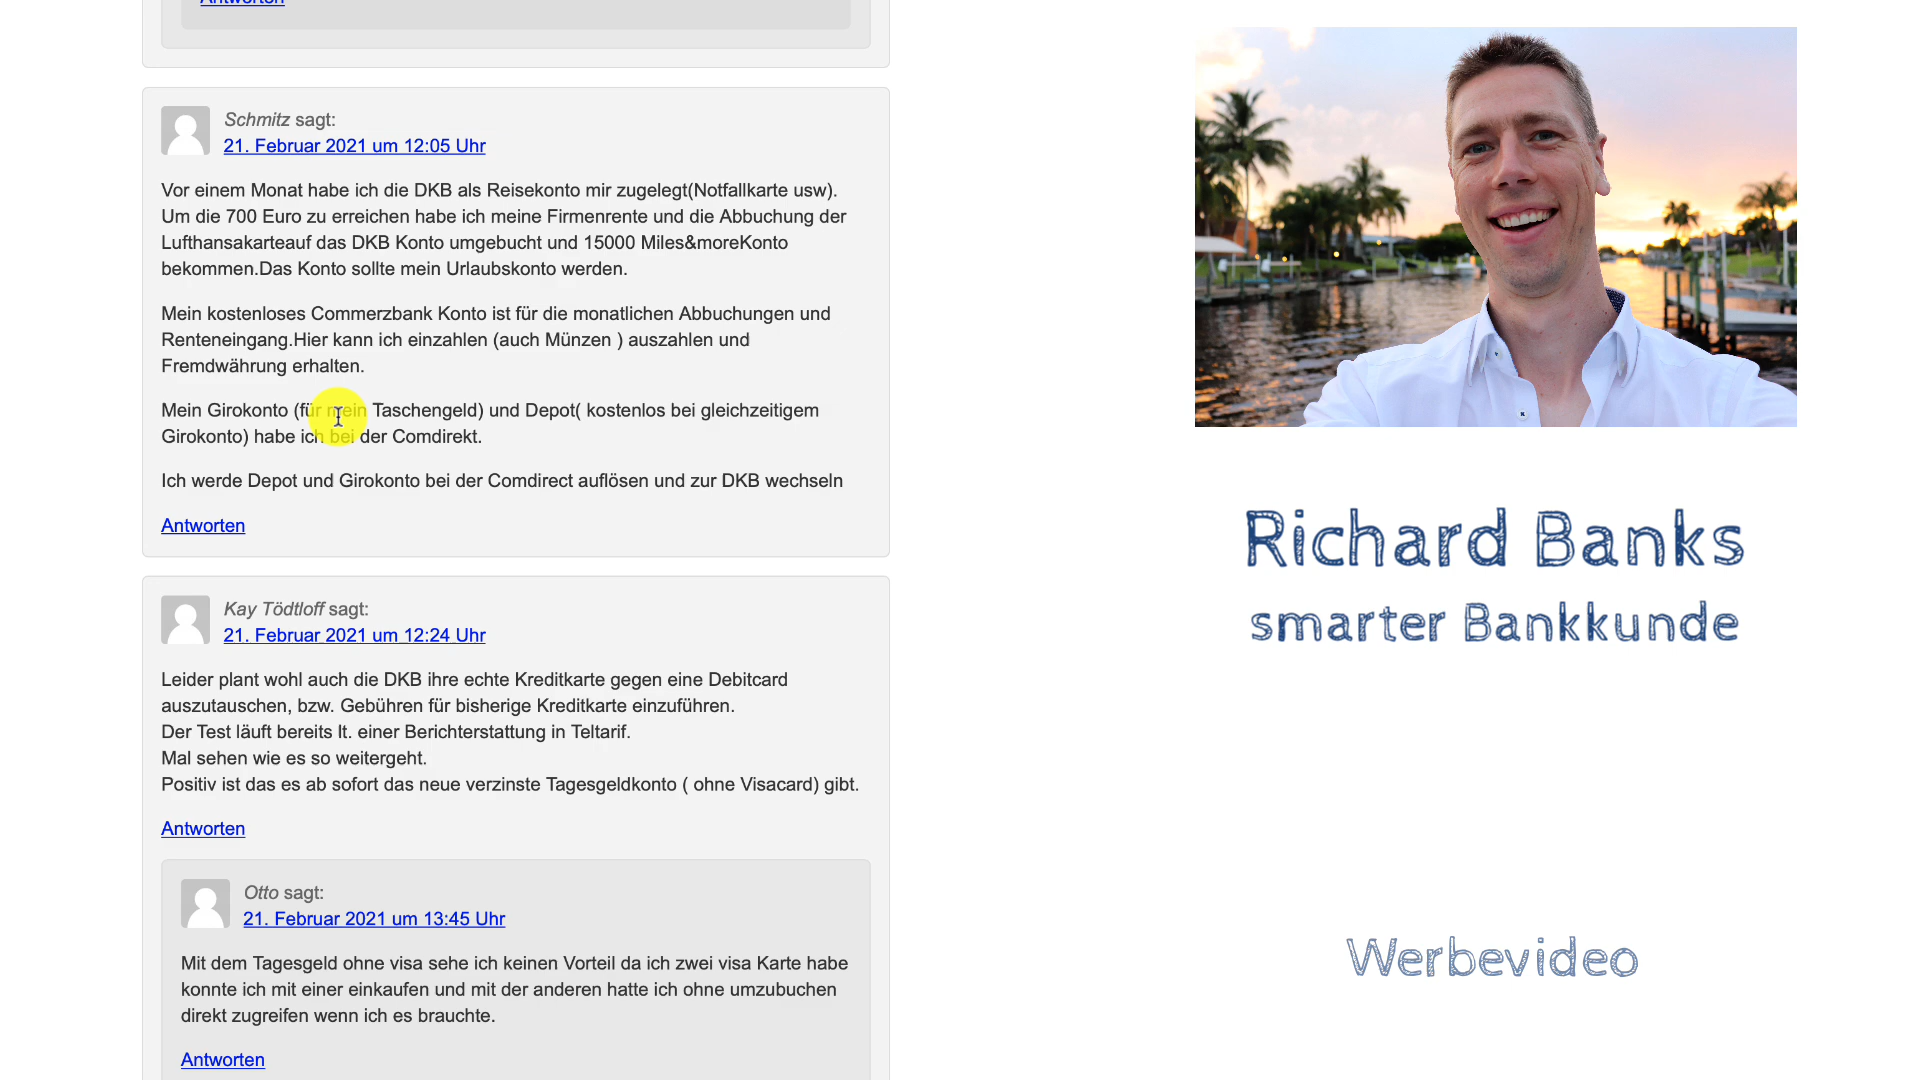 Antworten
Schmitz sagt:
21. Februar 2021 um 12:05 Uhr
Vor einem Monat habe ich die DKB als Reisekonto mir zugelegt(Notfallkarte usw).
Um die 700 Euro zu erreichen habe ich meine Firmenrente und die Abbuchung der
Lufthansakarteauf das DKB Konto umgebucht und 15000 Miles&moreKonto
bekommen.Das Konto sollte mein Urlaubskonto werden.
Mein kostenloses Commerzbank Konto ist für die monatlichen Abbuchungen und
Renteneingang.Hier kann ich einzahlen (auch Münzen ) auszahlen und
Fremdwährung erhalten.
Mein Girokonto (für mein Taschengeld) und Depot( kostenlos bei gleichzeitigem
Girokonto) habe ich bei der Comdirekt.
Ich werde Depot und Girokonto bei der Comdirect auflösen und zur DKB wechseln
Antworten
Kay Tödtloff sagt:
21. Februar 2021 um 12:24 Uhr
Leider plant wohl auch die DKB ihre echte Kreditkarte gegen eine Debitcard
auszutauschen, bzw. Gebühren für bisherige Kreditkarte einzuführen.
Der Test läuft bereits lt. einer Berichterstattung in Teltarif.
Mal sehen wie es so weitergeht.
Positiv ist das es ab sofort das neue verzinste Tagesgeldkonto ( ohne Visacard) gibt.
Antworten
Otto sagt:
21. Februar 2021 um 13:45 Uhr
Mit dem Tagesgeld ohne visa sehe ich keinen Vorteil da ich zwei visa Karte habe
konnte ich mit einer einkaufen und mit der anderen hatte ich ohne umzubuchen
direkt zugreifen wenn ich es brauchte.
Antworten
Richard Banks
smarter Bankkunde
Werbevideo